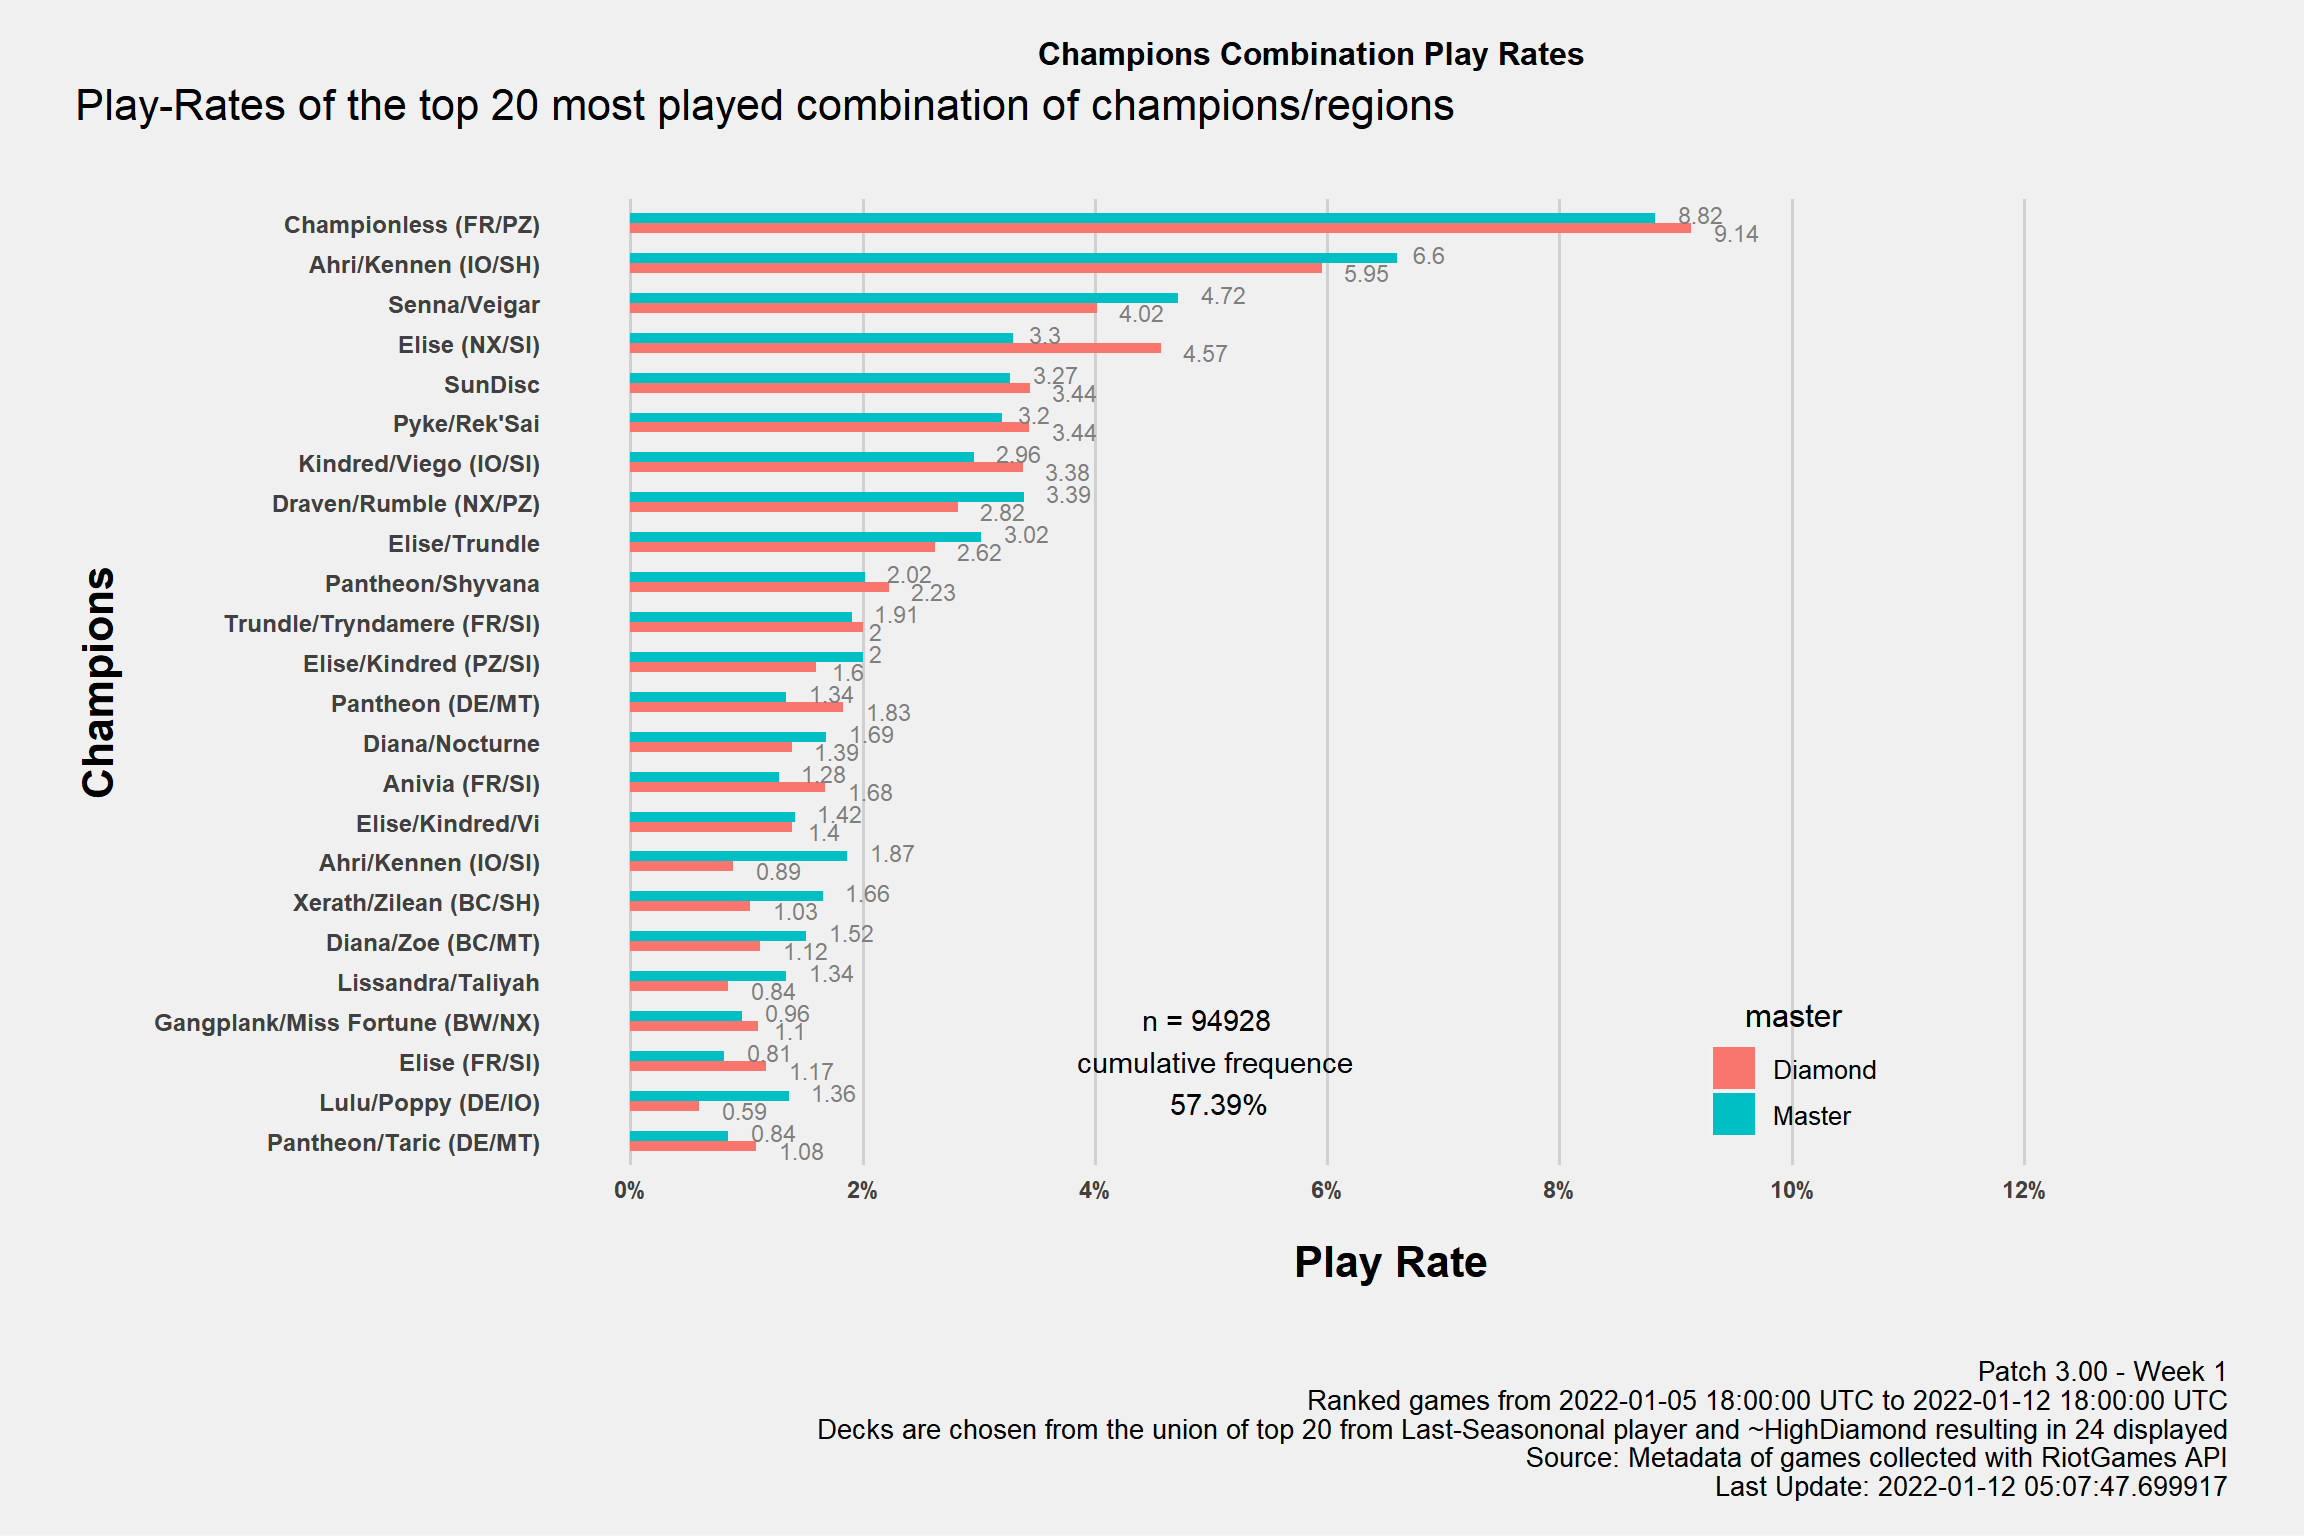 Champions Combination Play Rates
Play-Rates of the top 20 most played combination of champions/regions
Champions
Championless (FR/PZ)
8.82
9.14
Ahri/Kennen (IO/SH)
6.6
5.95
Senna/Veigar
4.72
4.02
Elise (NX/SI)
3.3
4.57
SunDisc
3.27
3.44
Pyke/Rek'Sai
3.2
3.44
Kindred/Viego (IO/SI)
2.96
3.38
Draven/Rumble (NX/PZ)
3.39
2.82
Elise/Trundle
3.02
2.62
Pantheon/Shyvana
2.02
2.23
Trundle/Tryndamere (FR/SI)
1.91
2
Elise/Kindred (PZ/SI)
2
1.6
Pantheon (DE/MT)
1.34
1.83
Diana/Nocturne
1.69
1.39
Anivia (FR/SI)
1.28
1.68
Elise/Kindred/Vi
1.42
1.4
Ahri/Kennen (IO/SI)
1.87
0.89
Xerath/Zilean (BC/SH)
1.66
1.03
Diana/Zoe (BC/MT)
1.52
1.12
Lissandra/Taliyah
1.34
0.84
Gangplank/Miss Fortune (BW/NX)
0.96
1.1
Elise (FR/SI)
0.81
1.17
Lulu/Poppy (DE/IO)
1.36
0.59
Pantheon/Taric (DE/MT)
0.84
1.08
n = 94928
cumulative frequence
57.39%
master
Diamond
Master
0% 2% 4% 6% 8% 10% 12%
Play Rate
Patch 3.00 - Week 1
Ranked games from 2022-01-05 18:00:00 UTC to 2022-01-12 18:00:00 UTC
Decks are chosen from the union of top 20 from Last-Seasononal player and ~HighDiamond resulting in 24 displayed
Source: Metadata of games collected with RiotGames API
Last Update: 2022-01-12 05:07:47.699917